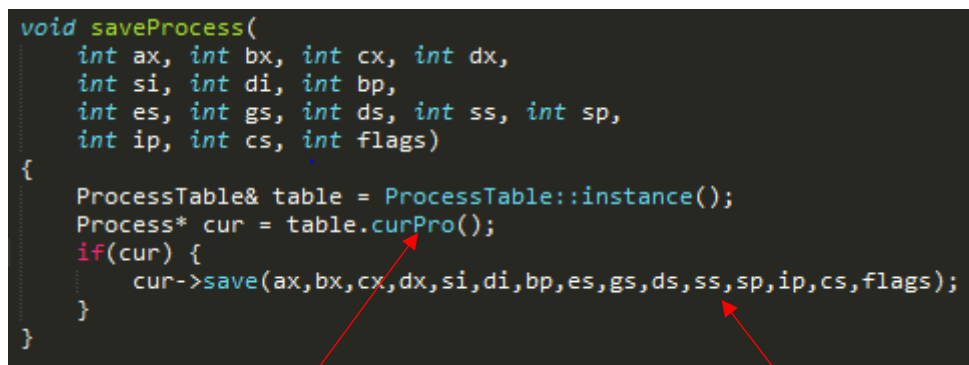 void saveProcess(
    int ax, int bx, int cx, int dx,
    int si, int di, int bp,
    int es, int gs, int ds, int ss, int sp,
    int ip, int cs, int flags)
{
    ProcessTable& table = ProcessTable::instance();
    Process* cur = table.curPro();
    if(cur) {
        cur->save(ax,bx,cx,dx,si,di,bp,es,gs,ds,ss,sp,ip,cs,flags);
    }
}